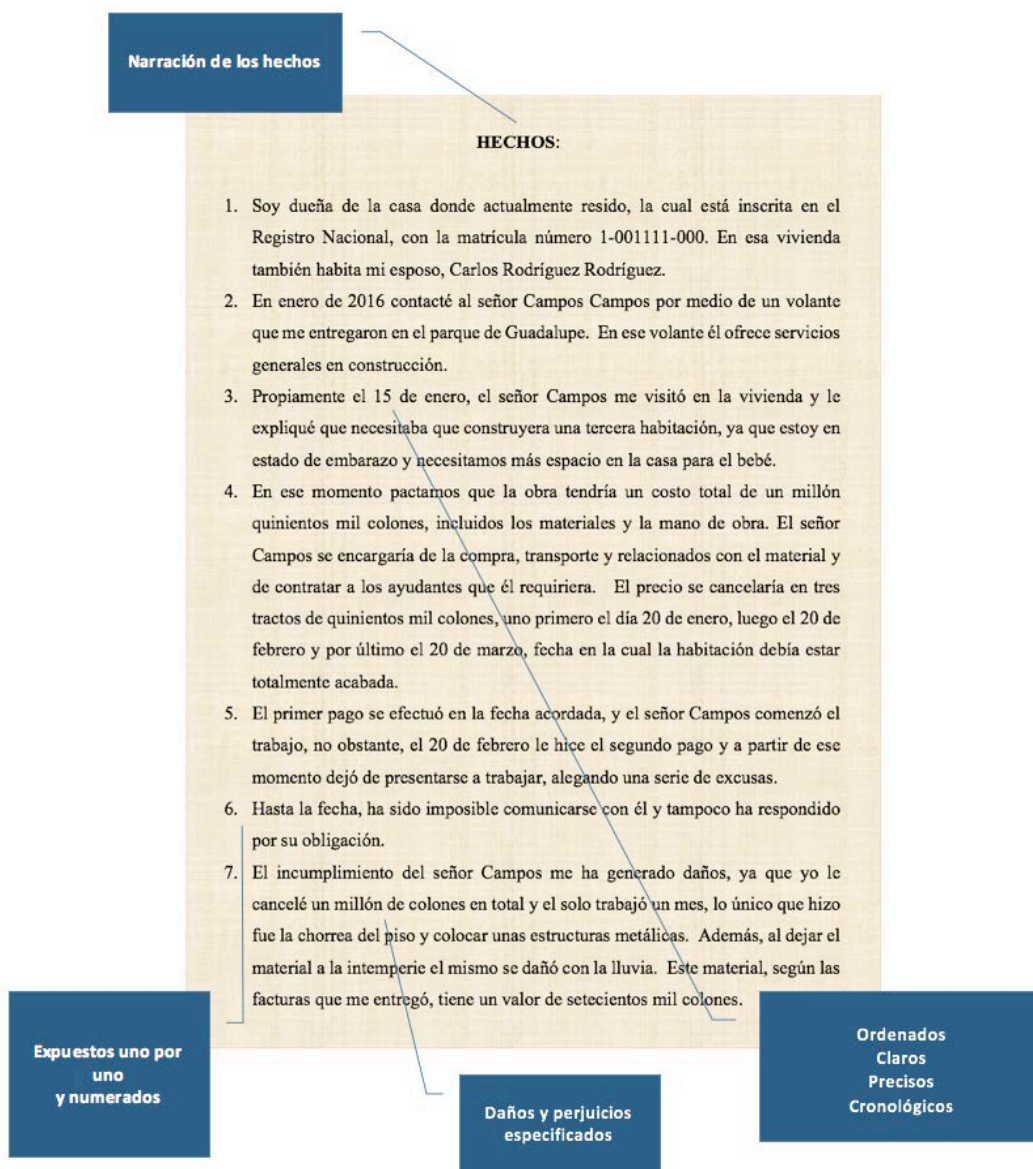 Narración de los hechos
HECHOS:
1. Soy dueña de la casa donde actualmente resido, la cual está inscrita en el
Registro Nacional, con la matrícula número 1-001111-000. En esa vivienda
también habita mi esposo, Carlos Rodríguez Rodríguez.
2. En enero de 2016 contacté al señor Campos Campos por medio de un volante
que me entregaron en el parque de Guadalupe. En ese volante él ofrece servicios
generales en construcción.
3. Propiamente el 15 de enero, el señor Campos me visitó en la vivienda y le
expliqué que necesitaba que construyera una tercera habitación, ya que estoy en
estado de embarazo y necesitamos más espacio en la casa para el bebé.
4. En ese momento pactamos que la obra tendría un costo total de un millón
quinientos mil colones, incluidos los materiales y la mano de obra. El señor
Campos se encargaría de la compra, transporte y relacionados con el material y
de contratar a los ayudantes que él requiriera. El precio se cancelaría en tres
tractos de quinientos mil colones, uno primero el día 20 de enero, luego el 20 de
febrero y por último el 20 de marzo, fecha en la cual la habitación debía estar
totalmente acabada.
5. El primer pago se efectuó en la fecha acordada, y el señor Campos comenzó el
trabajo, no obstante, el 20 de febrero le hice el segundo pago y a partir de ese
momento dejó de presentarse a trabajar, alegando una serie de excusas.
6. Hasta la fecha, ha sido imposible comunicarse con él y tampoco ha respondido
por su obligación.
7. El incumplimiento del señor Campos me ha generado daños, ya que yo le
cancelé un millón de colones en total y el solo trabajó un mes, lo único que hizo
fue la chorrea del piso y colocar unas estructuras metálicas. Además, al dejar el
material a la intemperie el mismo se dañó con la lluvia. Este material, según las
facturas que me entregó, tiene un valor de setecientos mil colones.
Expuestos uno por
uno
y numerados
Daños y perjuicios
especificados
Ordenados
Claros
Precisos
Cronológicos